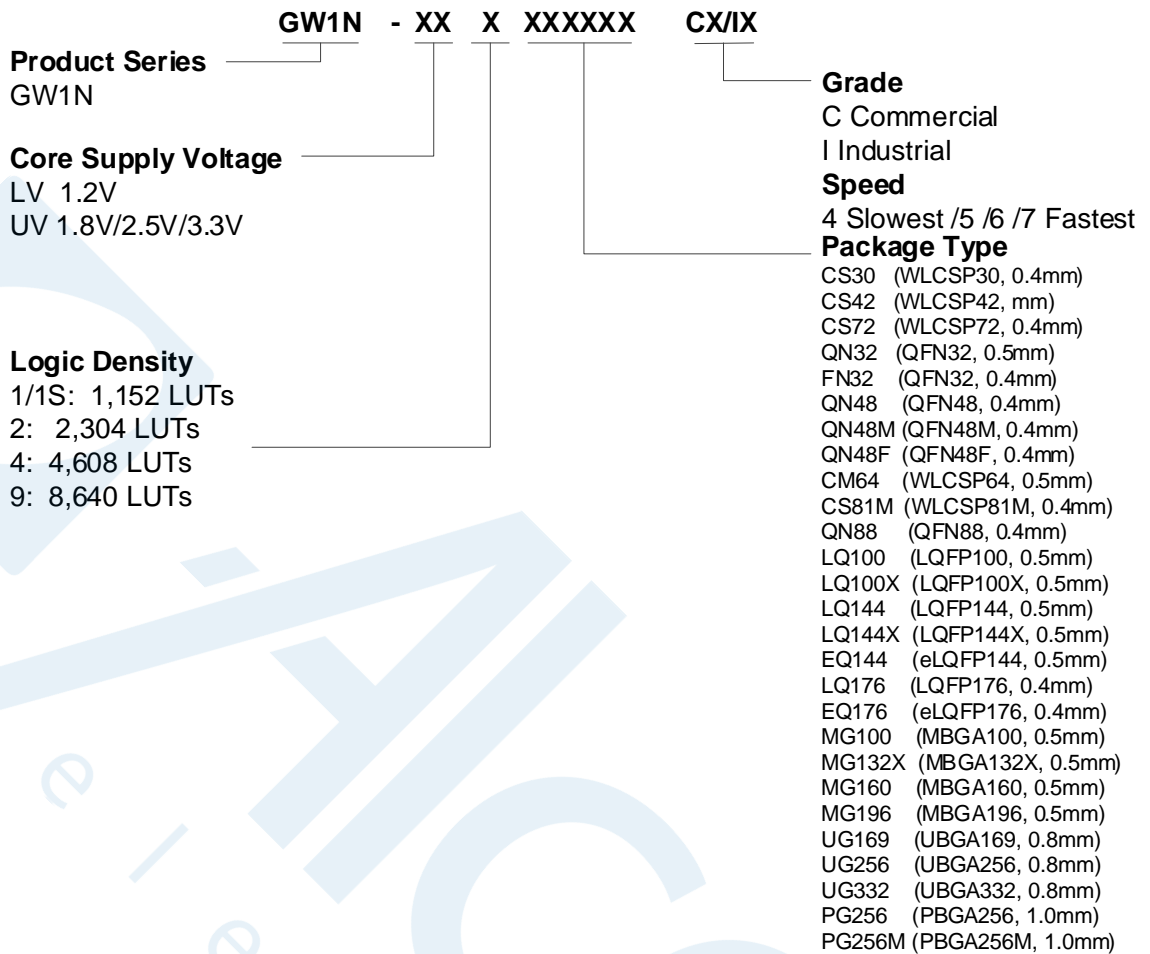 GW1N - XX X XXXXXX CX/IX
Product Series
GW1N
Core Supply Voltage
LV 1.2V
UV 1.8V/2.5V/3.3V
Logic Density
1/1S: 1,152 LUTs
2: 2,304 LUTs
4: 4,608 LUTs
9: 8,640 LUTs
Grade
C Commercial
I Industrial
Speed
4 Slowest /5 /6 /7 Fastest
Package Type
CS30 (WLCSP30, 0.4mm)
CS42 (WLCSP42, mm)
CS72 (WLCSP72, 0.4mm)
QN32 (QFN32, 0.5mm)
FN32 (QFN32, 0.4mm)
QN48 (QFN48, 0.4mm)
QN48M (QFN48M, 0.4mm)
QN48F (QFN48F, 0.4mm)
CM64 (WLCSP64, 0.5mm)
CS81M (WLCSP81M, 0.4mm)
QN88 (QFN88, 0.4mm)
LQ100 (LQFP100, 0.5mm)
LQ100X (LQFP100X, 0.5mm)
LQ144 (LQFP144, 0.5mm)
LQ144X (LQFP144X, 0.5mm)
EQ144 (eLQFP144, 0.5mm)
LQ176 (LQFP176, 0.4mm)
EQ176 (eLQFP176, 0.4mm)
MG100 (MBGA100, 0.5mm)
MG132X (MBGA132X, 0.5mm)
MG160 (MBGA160, 0.5mm)
MG196 (MBGA196, 0.5mm)
UG169 (UBGA169, 0.8mm)
UG256 (UBGA256, 0.8mm)
UG332 (UBGA332, 0.8mm)
PG256 (PBGA256, 1.0mm)
PG256M (PBGA256M, 1.0mm)